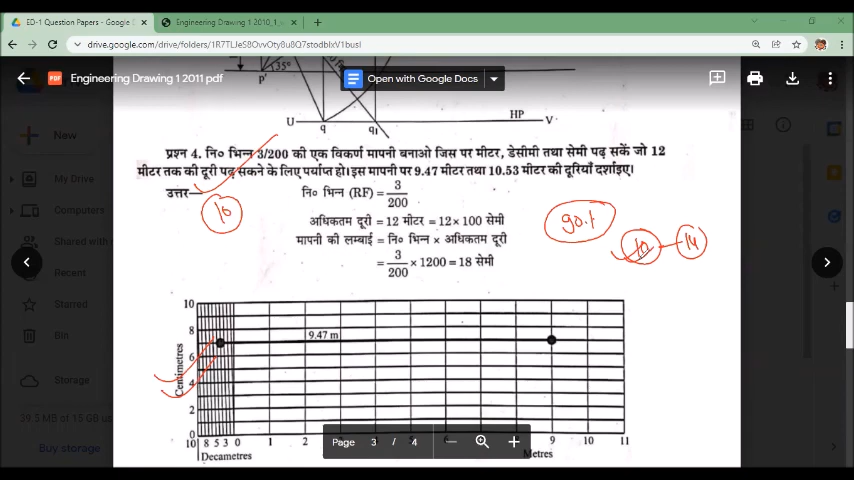 ED-1 Question Papers - Google D
Engineering Drawing 1 2010_1_0
drive.google.com/drive/folders/1R7TLJeS8OvvOty8u8Q7stodblxV1busl
PDF Engineering Drawing 1 2011.pdf
Open with Google Docs
35°
p'
U
q
q1
HP
V
New
My Drive
Computers
Shared with
Recent
Starred
Bin
Storage
39.5 MB of 15 GB us
Buy storage
प्रश्न 4. नि० भिन्न 3/200 की एक विकर्ण मापनी बनाओ जिस पर मीटर, डेसीमी तथा सेमी पढ़ सकें जो 12
मीटर तक की दूरी पढ़ सकने के लिए पर्याप्त हो। इस मापनी पर 9.47 मीटर तथा 10.53 मीटर की दूरियाँ दर्शाइए।
उत्तर—
नि० भिन्न (RF) = 3/200
10
अधिकतम दूरी = 12 मीटर = 12 × 100 सेमी
90%
मापनी की लम्बाई = नि० भिन्न × अधिकतम दूरी
10 — 14
= 3/200 × 1200 = 18 सेमी
10
8
6
4
2
0
Centimetres
9.47 m
10 8 5 3 0 1 2 9 10 11
Decametres
Metres
Page 3 / 4